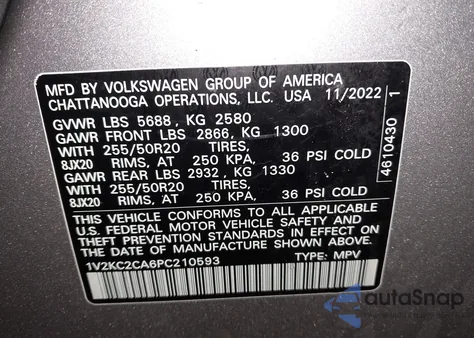 MFD BY VOLKSWAGEN GROUP OF AMERICA
CHATTANOOGA OPERATIONS, LLC. USA 11/2022
GVWR LBS 5688, KG 2580
GAWR FRONT LBS 2866, KG 1300
WITH 255/50R20 TIRES,
8JX20 RIMS, AT 250 KPA, 36 PSI COLD
GAWR REAR LBS 2932, KG 1330
WITH 255/50R20 TIRES,
8JX20 RIMS, AT 250 KPA, 36 PSI COLD
THIS VEHICLE CONFORMS TO ALL APPLICABLE
U.S. FEDERAL MOTOR VEHICLE SAFETY AND
THEFT PREVENTION STANDARDS IN EFFECT ON
THE DATE OF MANUFACTURE SHOWN ABOVE.
1V2KC2CA6PC210593 TYPE: MPV
4610430 1
autoSnap